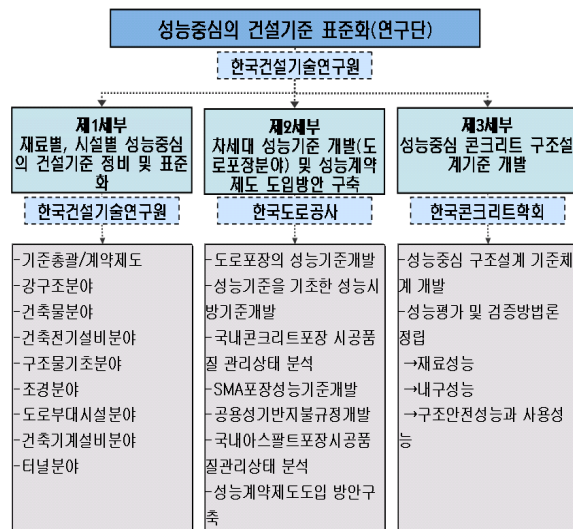 성능중심의 건설기준 표준화(연구단)
한국건설기술연구원
제1세부
재료별, 시설별 성능중심
의 건설기준 정비 및 표준
화
한국건설기술연구원
-기준총괄/계약제도
-강구조분야
-건축물분야
-건축전기설비분야
-구조물기초분야
-조경분야
-도로부대시설분야
-건축기계설비분야
-터널분야
제2세부
차세대 성능기준 개발(도
로포장분야) 및 성능계약
제도 도입방안 구축
한국도로공사
-도로포장의 성능기준개발
-성능기준을 기초한 성능시
방기준개발
-국내콘크리트포장 시공품
질 관리상태 분석
-SMA포장성능기준개발
-공용성기반지불규정개발
-국내아스팔트포장시공품
질관리상태 분석
-성능계약제도도입 방안구
축
제3세부
성능중심 콘크리트 구조설
계기준 개발
한국콘크리트학회
-성능중심 구조설계 기준체
계 개발
-성능평가 및 검증방법론
정립
→재료성능
→내구성능
→구조안전성능과 사용성
능